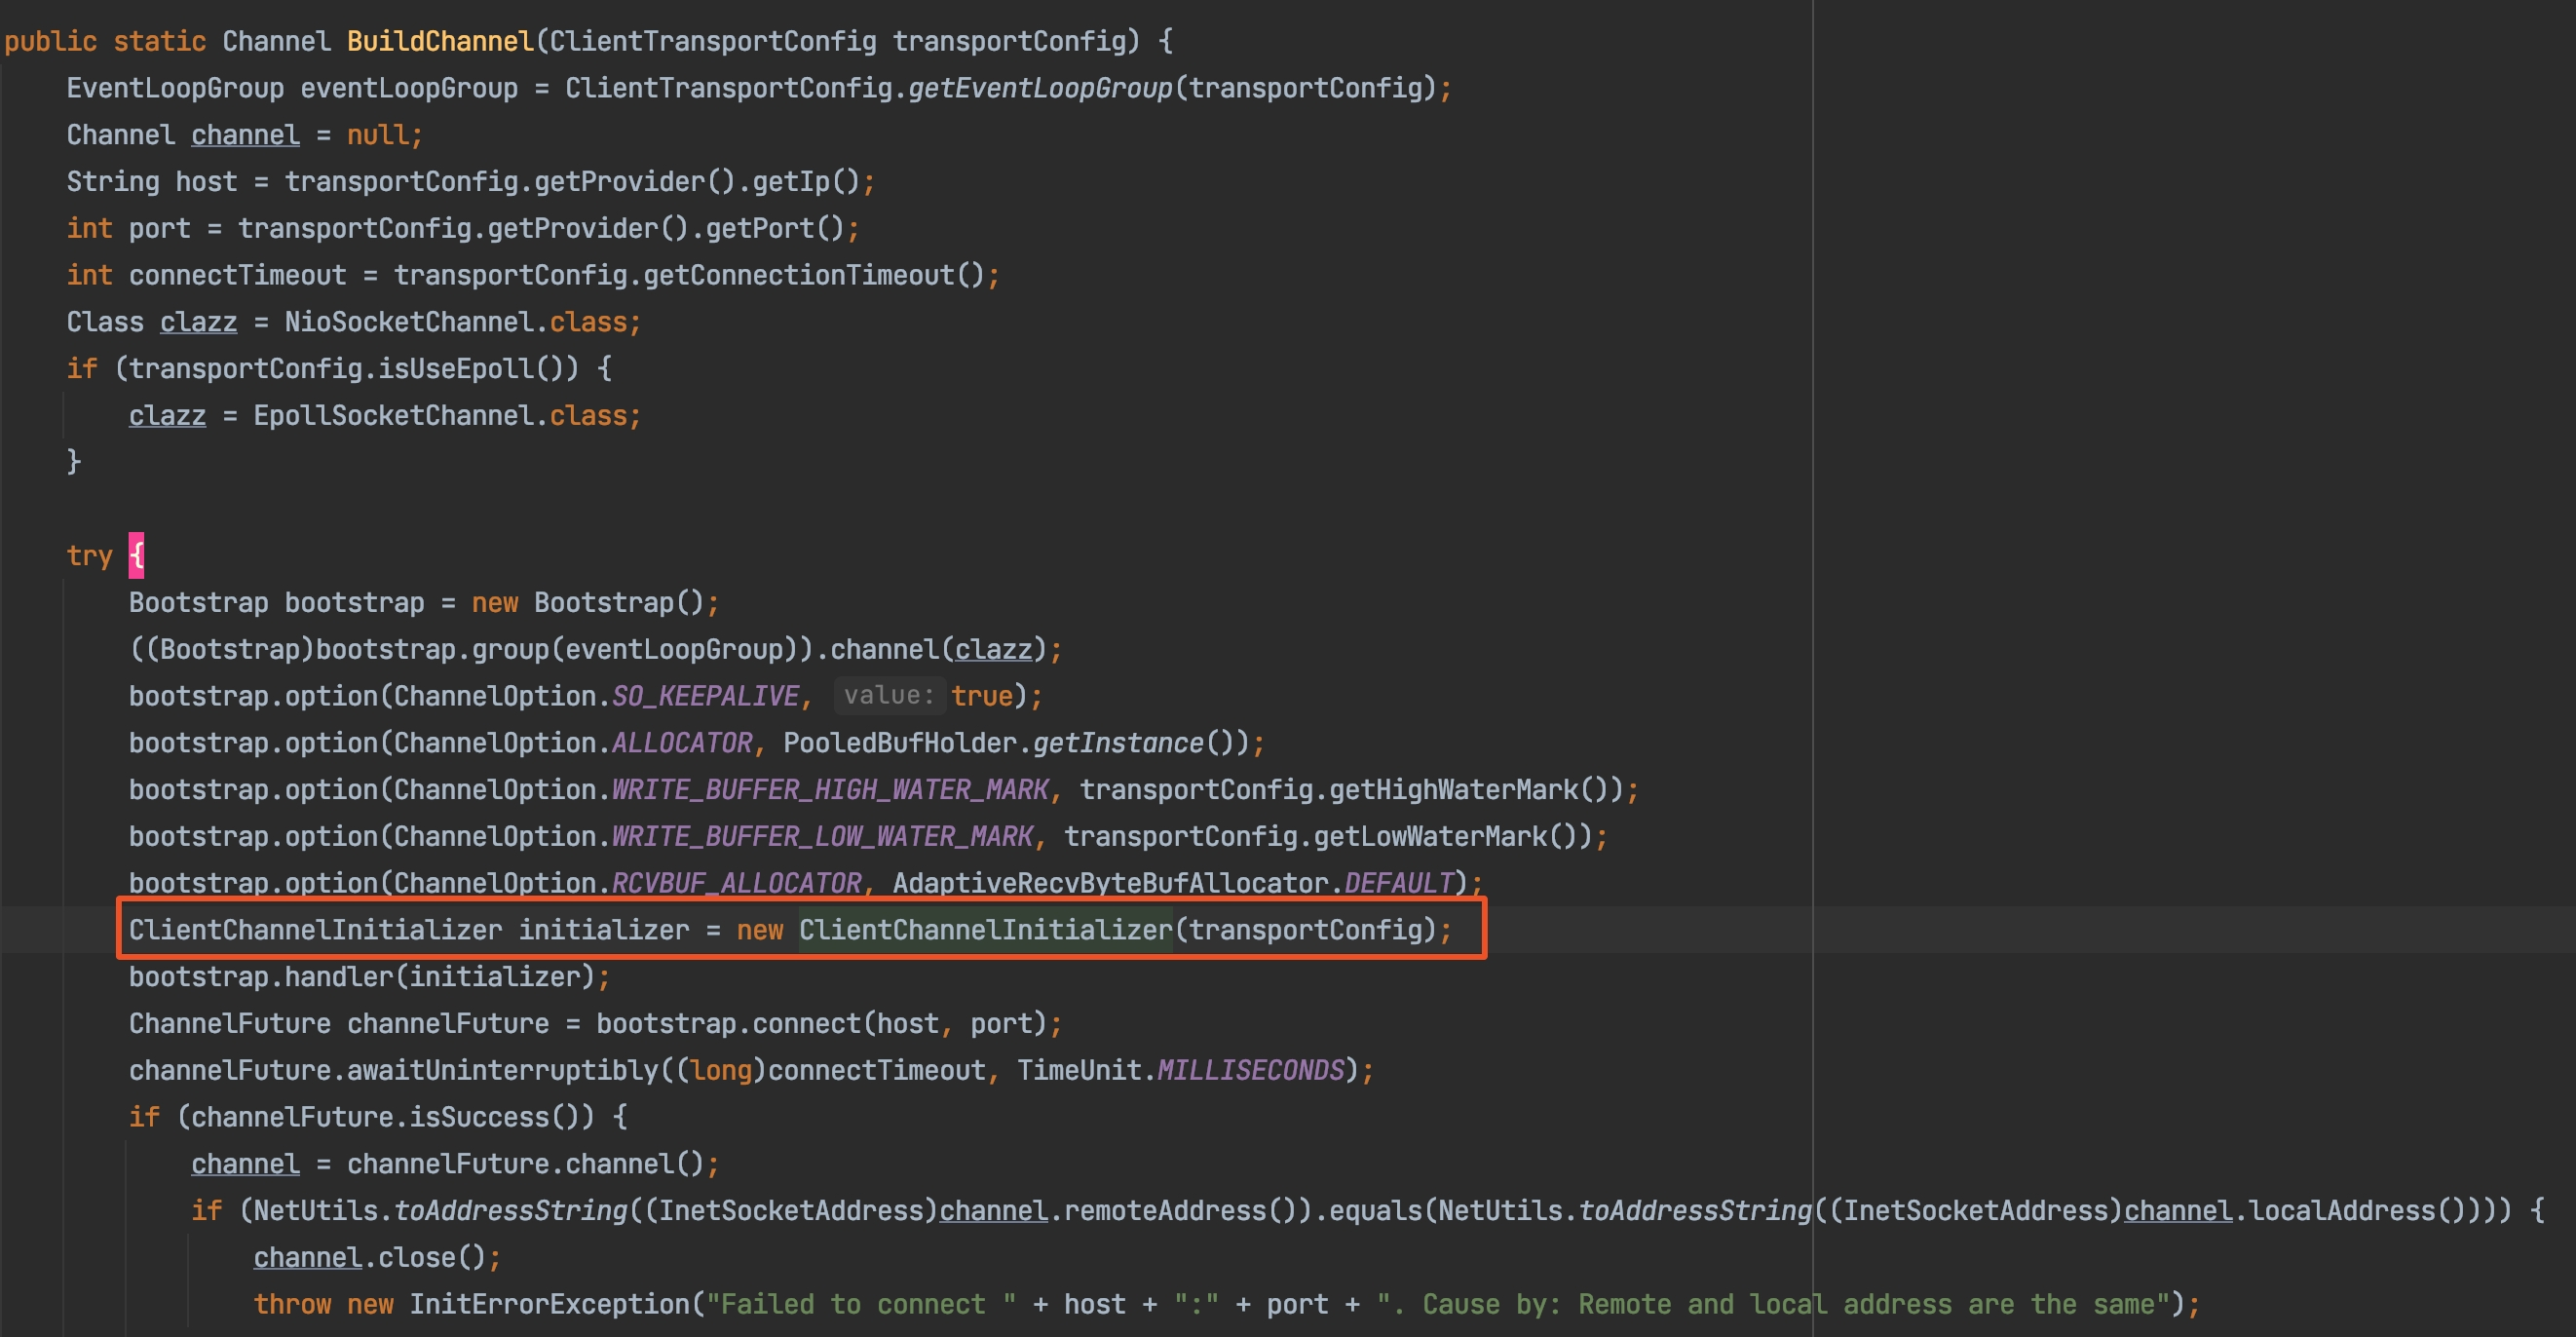 public static Channel BuildChannel(ClientTransportConfig transportConfig) {
    EventLoopGroup eventLoopGroup = ClientTransportConfig.getEventLoopGroup(transportConfig);
    Channel channel = null;
    String host = transportConfig.getProvider().getIp();
    int port = transportConfig.getProvider().getPort();
    int connectTimeout = transportConfig.getConnectionTimeout();
    Class clazz = NioSocketChannel.class;
    if (transportConfig.isUseEpoll()) {
        clazz = EpollSocketChannel.class;
    }
    try {
        Bootstrap bootstrap = new Bootstrap();
        ((Bootstrap)bootstrap.group(eventLoopGroup)).channel(clazz);
        bootstrap.option(ChannelOption.SO_KEEPALIVE, value: true);
        bootstrap.option(ChannelOption.ALLOCATOR, PooledBufHolder.getInstance());
        bootstrap.option(ChannelOption.WRITE_BUFFER_HIGH_WATER_MARK, transportConfig.getHighWaterMark());
        bootstrap.option(ChannelOption.WRITE_BUFFER_LOW_WATER_MARK, transportConfig.getLowWaterMark());
        bootstrap.option(ChannelOption.RCVBUF_ALLOCATOR, AdaptiveRecvByteBufAllocator.DEFAULT);
        ClientChannelInitializer initializer = new ClientChannelInitializer(transportConfig);
        bootstrap.handler(initializer);
        ChannelFuture channelFuture = bootstrap.connect(host, port);
        channelFuture.awaitUninterruptibly((long)connectTimeout, TimeUnit.MILLISECONDS);
        if (channelFuture.isSuccess()) {
            channel = channelFuture.channel();
            if (NetUtils.toAddressString((InetSocketAddress)channel.remoteAddress()).equals(NetUtils.toAddressString((InetSocketAddress)channel.localAddress()))) {
                channel.close();
                throw new InitErrorException("Failed to connect " + host + ":" + port + ". Cause by: Remote and local address are the same");